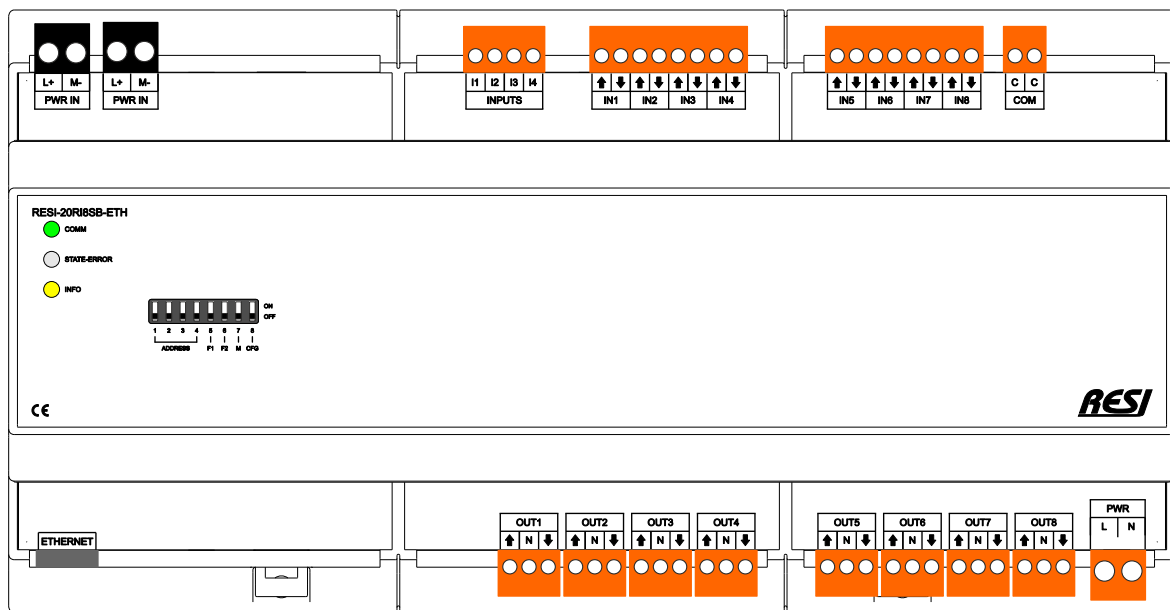 L+ M- L+ M- I1 I2 I3 I4
PWR IN PWR IN INPUTS IN1 IN2 IN3 IN4 IN5 IN6 IN7 IN8 C C COM
RESI-20RI8SB-ETH
COMM
STATE-ERROR
INFO
ON
OFF
1 2 3 4 5 6 7 8
ADDRESS F1 F2 M CFG
CE
RESI
PWR
OUT1 OUT2 OUT3 OUT4 OUT5 OUT6 OUT7 OUT8 L N
ETHERNET N N N N N N N N